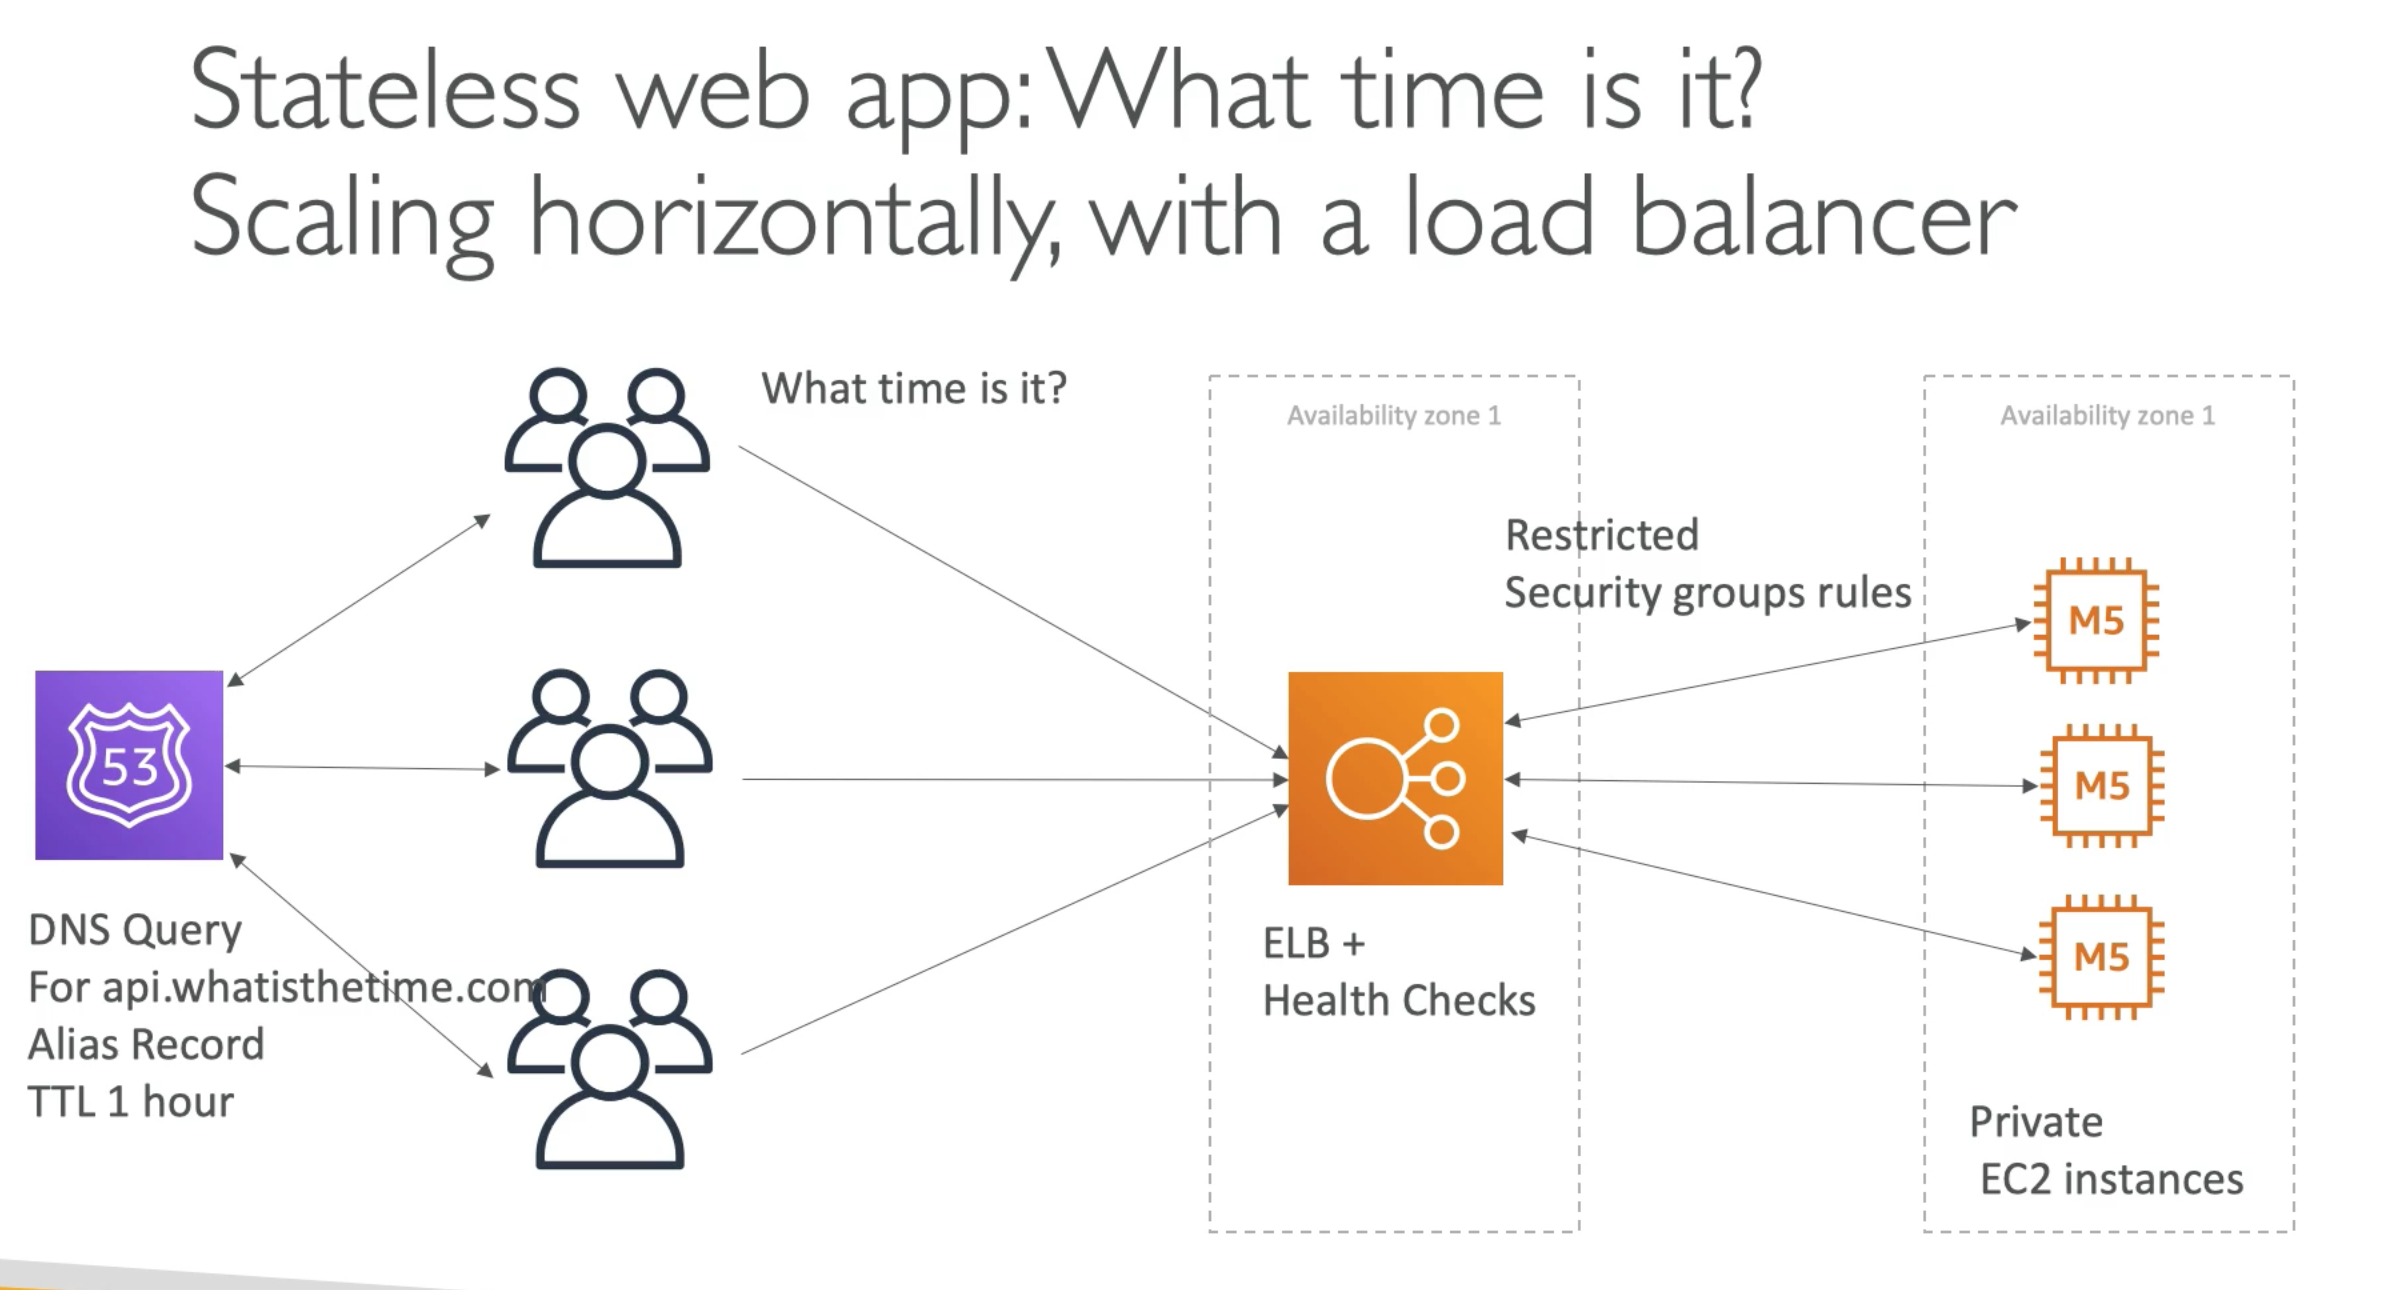 Stateless web app: What time is it?
Scaling horizontally, with a load balancer
What time is it?
Availability zone 1
Availability zone 1
Restricted
Security groups rules
M5
M5
M5
53
DNS Query
For api.whatisthetime.com
Alias Record
TTL 1 hour
ELB +
Health Checks
Private
EC2 instances